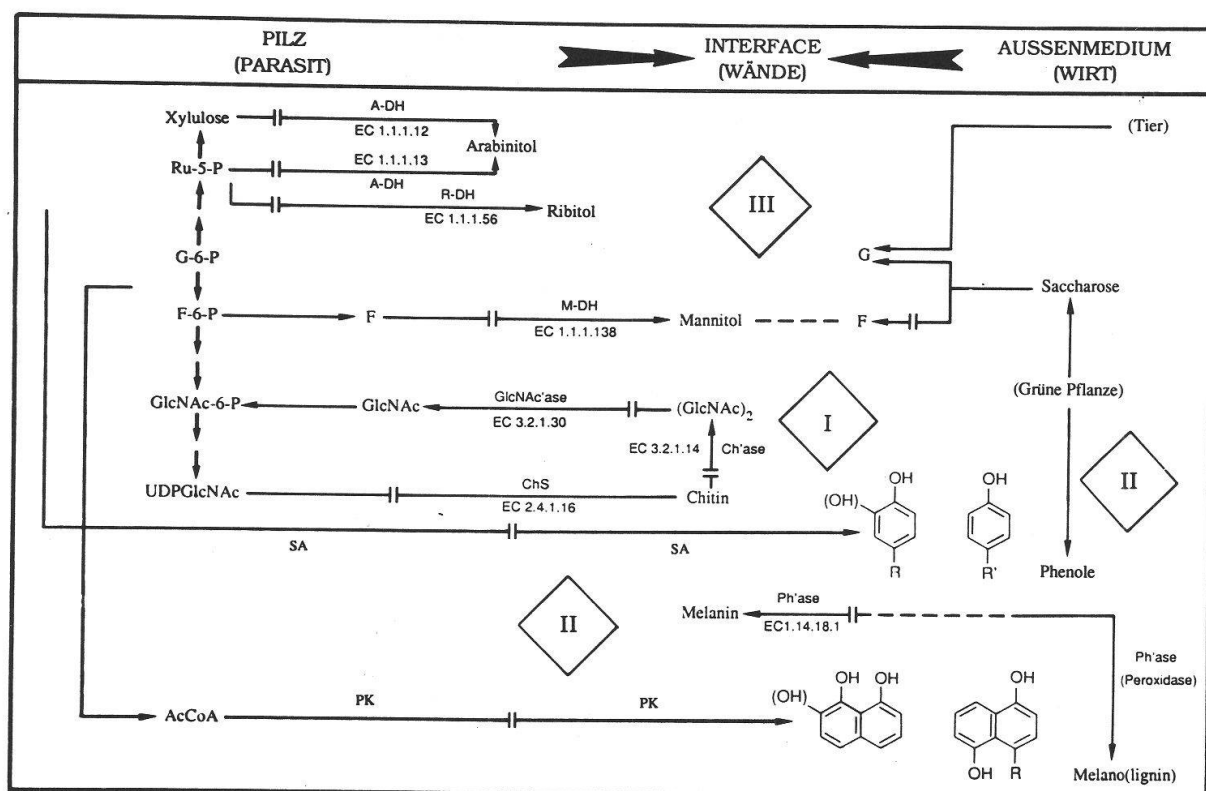 PILZ
(PARASIT)
INTERFACE
(WÄNDE)
AUSSENMEDIUM
(WIRT)
Xylulose
A-DH
EC 1.1.1.12
Arabinitol
(Tier)
EC 1.1.1.13
Ru-5-P
A-DH
R-DH
EC 1.1.1.56
Ribitol
III
G-6-P
G
Saccharose
F-6-P
F
M-DH
EC 1.1.1.138
Mannitol
F
(Grüne Pflanze)
GlcNAc-6-P
GlcNAc
GlcNAc'ase
EC 3.2.1.30
(GlcNAc)2
I
EC 3.2.1.14
Ch'ase
II
UDPGlcNAc
ChS
EC 2.4.1.16
Chitin
OH
(OH)
R
OH
R'
SA
SA
Phenole
II
Melanin
Ph'ase
EC1.14.18.1
Ph'ase
(Peroxidase)
AcCoA
PK
PK
OH
OH
(OH)
OH
OH
R
Melano(lignin)